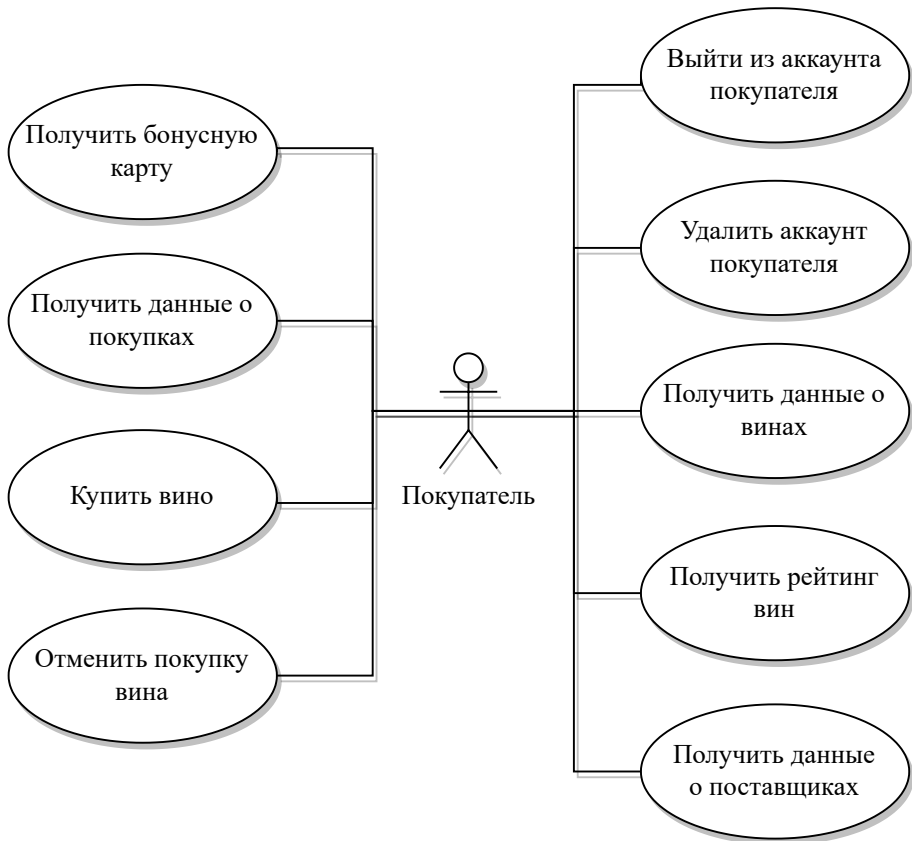 Получить бонусную
карту
Получить данные о
покупках
Купить вино
Отменить покупку
вина
Покупатель
Выйти из аккаунта
покупателя
Удалить аккаунт
покупателя
Получить данные о
винах
Получить рейтинг
вин
Получить данные
о поставщиках